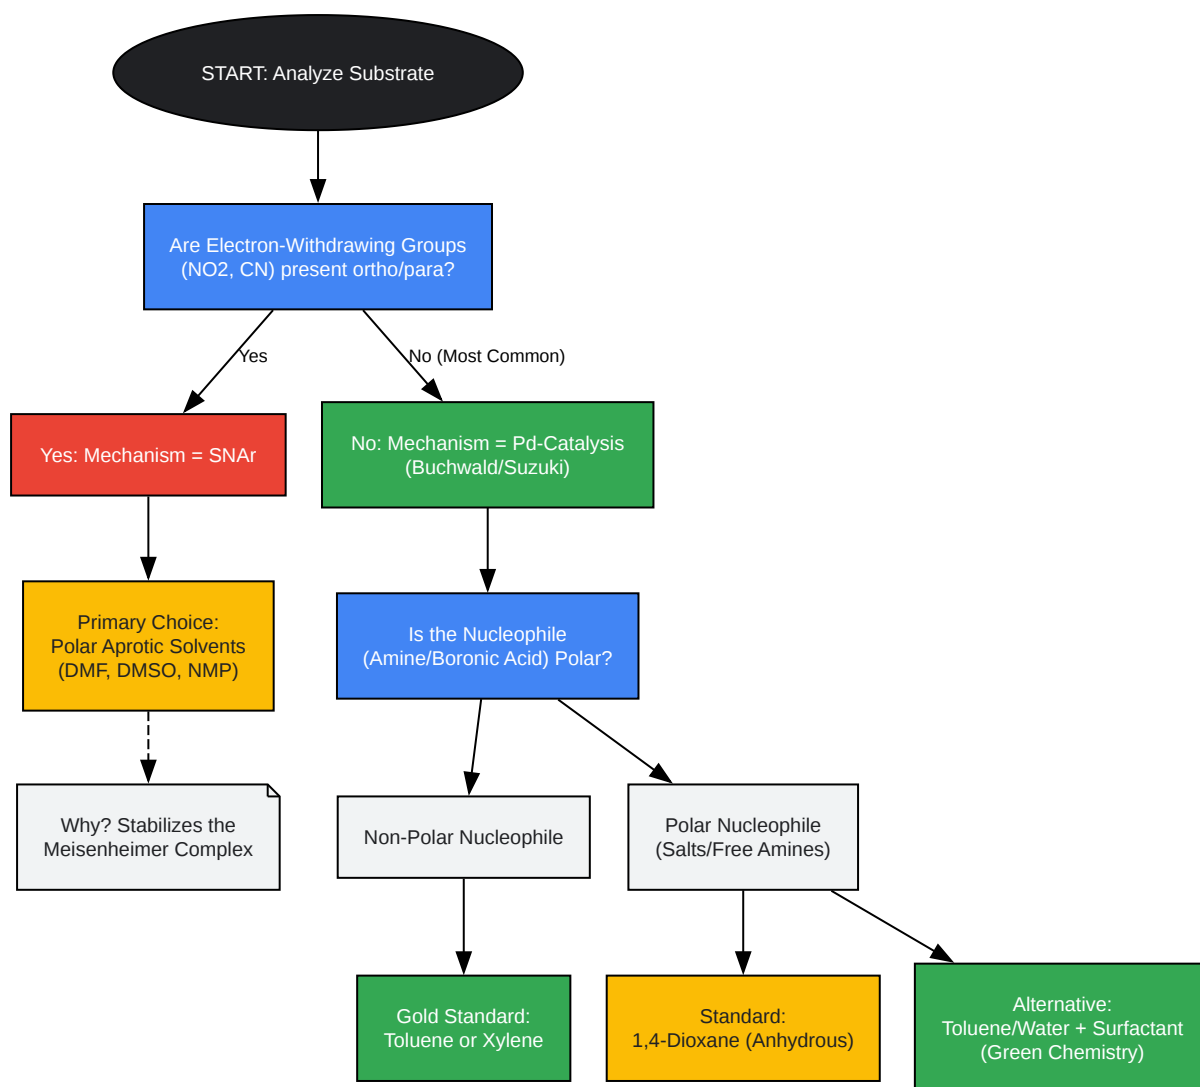 START: Analyze Substrate
Are Electron-Withdrawing Groups
(NO2, CN) present ortho/para?
Yes
No (Most Common)
Yes: Mechanism = SNAr
No: Mechanism = Pd-Catalysis
(Buchwald/Suzuki)
Primary Choice:
Polar Aprotic Solvents
(DMF, DMSO, NMP)
Is the Nucleophile
(Amine/Boronic Acid) Polar?
Why? Stabilizes the
Meisenheimer Complex
Non-Polar Nucleophile
Polar Nucleophile
(Salts/Free Amines)
Gold Standard:
Toluene or Xylene
Standard:
1,4-Dioxane (Anhydrous)
Alternative:
Toluene/Water + Surfactant
(Green Chemistry)